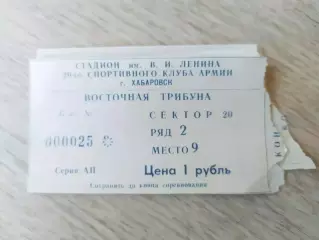 СТАДИОН им. В. И. ЛЕНИНА
СПОРТИВНОГО КЛУБА АРМИИ
г. ХАБАРОВСК
ВОСТОЧНАЯ ТРИБУНА
СЕКТОР 20
000025
РЯД 2
МЕСТО 9
Серия АП
Цена 1 рубль
Сохранять до конца соревнования